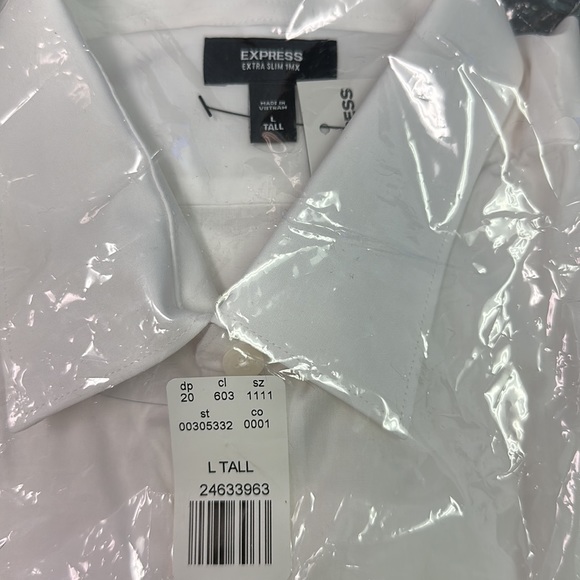 EXPRESS
EXTRA SLIM 1MX
MADE IN
VIETNAM
L
TALL
dp cl sz
20 603 1111
st co
00305332 0001
L TALL
24633963